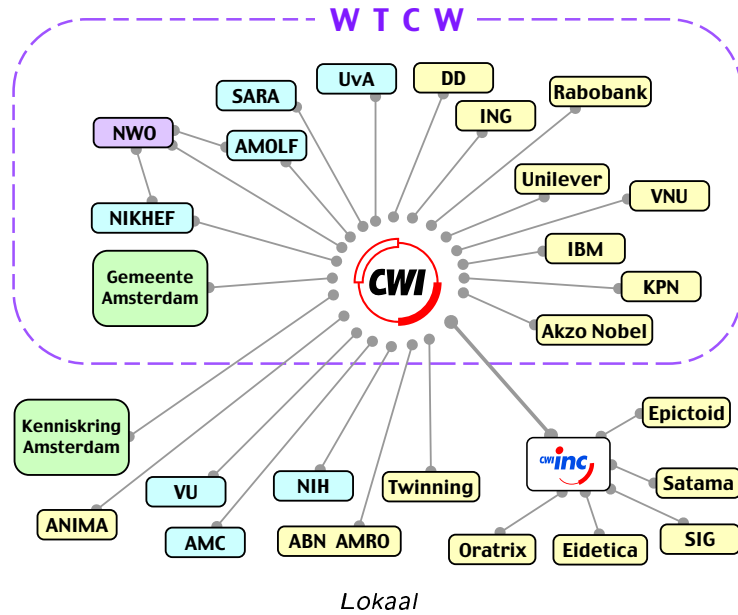 WTCW
UvA
DD
SARA
Rabobank
ING
NWO
AMOLF
Unilever
VNU
NIKHEF
IBM
Gemeente
Amsterdam
CWI
KPN
Akzo Nobel
Kenniskring
Amsterdam
Epictoid
CWI inc
VU
NIH
Twinning
Satama
ANIMA
AMC
ABN AMRO
Oratrix
Eidetica
SIG
Lokaal